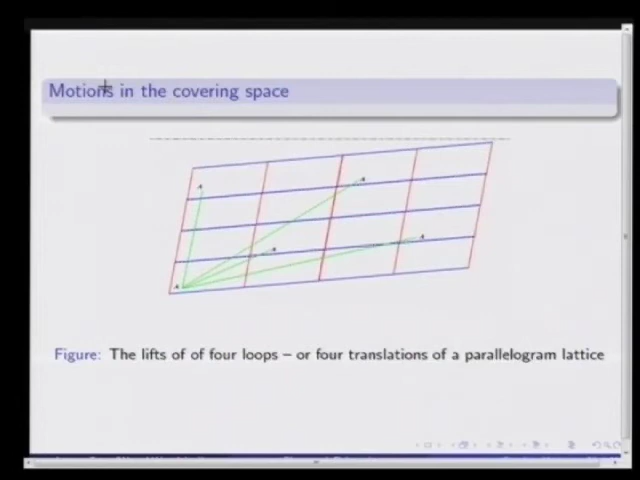 Motions in the covering space
A
A
A
A
A
Figure: The lifts of of four loops – or four translations of a parallelogram lattice